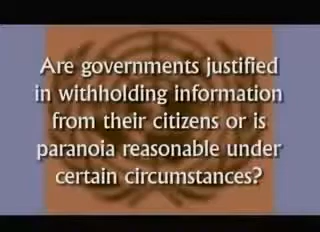 Are governments justified
in withholding information
from their citizens or is
paranoia reasonable under
certain circumstances?